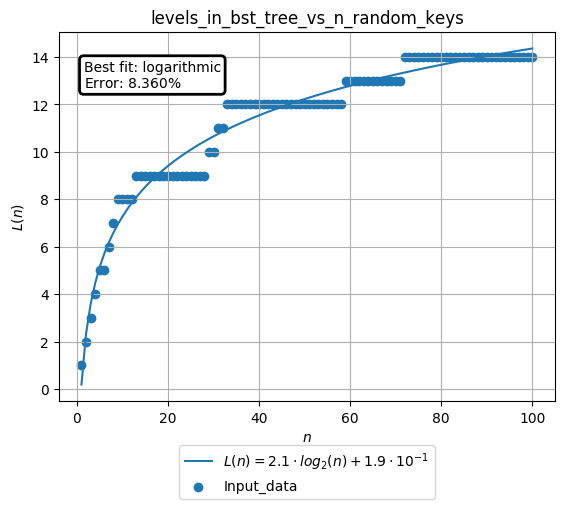 levels_in_bst_tree_vs_n_random_keys
Best fit: logarithmic
Error: 8.360%
14
12
10
8
6
4
2
0
L(n)
0 20 40 60 80 100
n
L(n) = 2.1 · log₂(n) + 1.9 · 10⁻¹
Input_data